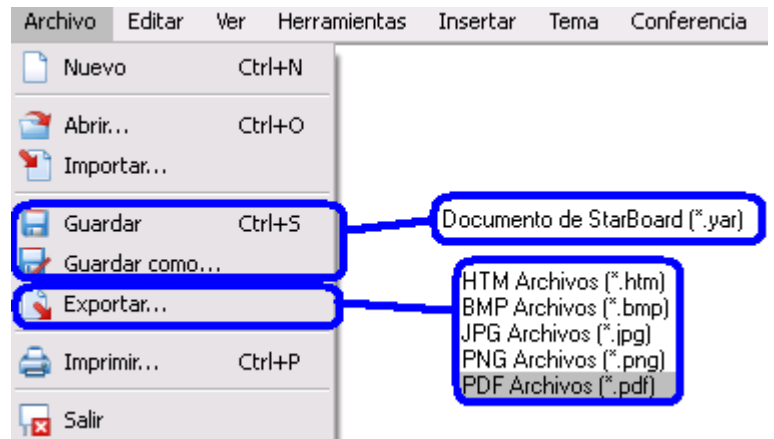 Archivo Editar Ver Herramientas Insertar Tema Conferencia
Nuevo Ctrl+N
Abrir... Ctrl+O
Importar...
Guardar Ctrl+S
Guardar como...
Exportar...
Imprimir... Ctrl+P
Salir
Documento de StarBoard (*.yar)
HTM Archivos (*.htm)
BMP Archivos (*.bmp)
JPG Archivos (*.jpg)
PNG Archivos (*.png)
PDF Archivos (*.pdf)